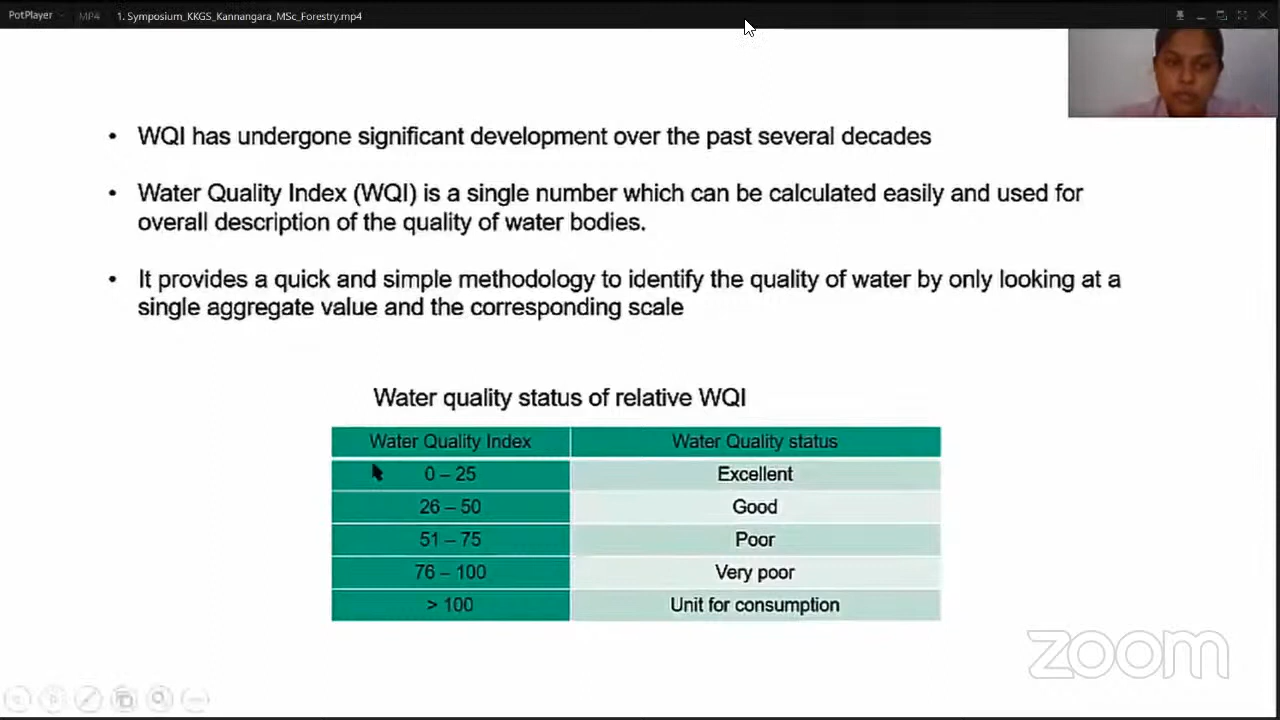 PotPlayer MP4 1. Symposium_KKGS_Kannangara_MSc_Forestry.mp4
• WQI has undergone significant development over the past several decades
• Water Quality Index (WQI) is a single number which can be calculated easily and used for
overall description of the quality of water bodies.
• It provides a quick and simple methodology to identify the quality of water by only looking at a
single aggregate value and the corresponding scale
Water quality status of relative WQI
Water Quality Index Water Quality status
0 – 25 Excellent
26 – 50 Good
51 – 75 Poor
76 – 100 Very poor
> 100 Unit for consumption
zoom